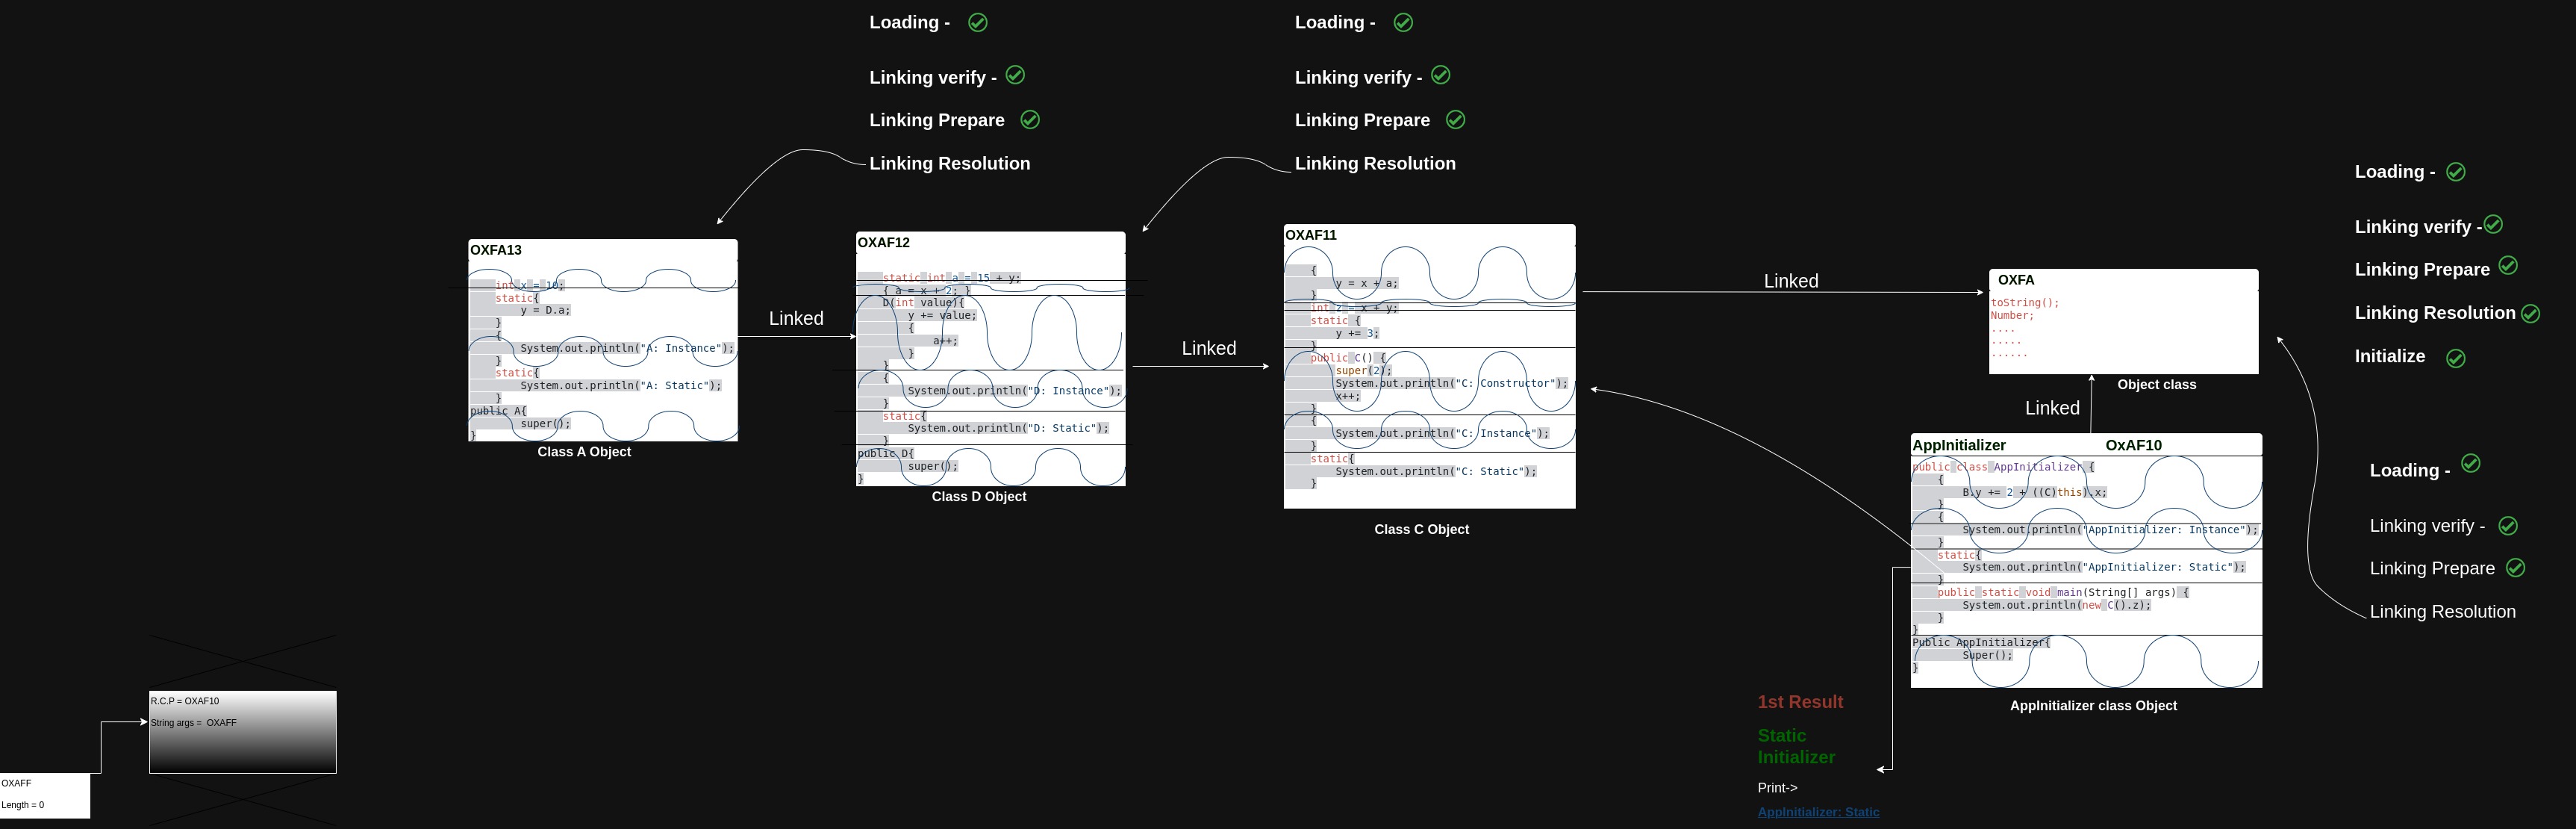 Loading -
Linking verify -
Linking Prepare
Linking Resolution
Loading -
Linking verify -
Linking Prepare
Linking Resolution
Loading -
Linking verify -
Linking Prepare
Linking Resolution
Initialize
OXFA13
int x = 10;
static{
y = D.a;
}
{
System.out.println("A: Instance");
}
static{
System.out.println("A: Static");
}
public A{
super();
}
Class A Object
Linked
OXAF12
static int a = 15 + y;
{ a = x + 2; }
D(int value){
y += value;
{
a++;
}
}
{
System.out.println("D: Instance");
}
static{
System.out.println("D: Static");
}
public D{
super();
}
Class D Object
Linked
OXAF11
{
y = x + a;
}
int z = x + y;
static {
y += 3;
}
public C() {
super(2);
System.out.println("C: Constructor");
x++;
}
{
System.out.println("C: Instance");
}
static{
System.out.println("C: Static");
}
Class C Object
Linked
OXFA
toString();
Number;
....
.....
......
Object class
Linked
AppInitializer OxAF10
public class AppInitializer {
{
B.y += 2 + ((C)this).x;
}
{
System.out.println("AppInitializer: Instance");
}
static{
System.out.println("AppInitializer: Static");
}
public static void main(String[] args) {
System.out.println(new C().z);
}
}
Public AppInitializer{
Super();
}
AppInitializer class Object
Loading -
Linking verify -
Linking Prepare
Linking Resolution
1st Result
Static
Initializer
Print->
AppInitializer: Static
R.C.P = OXAF10
String args = OXAFF
OXAFF
Length = 0